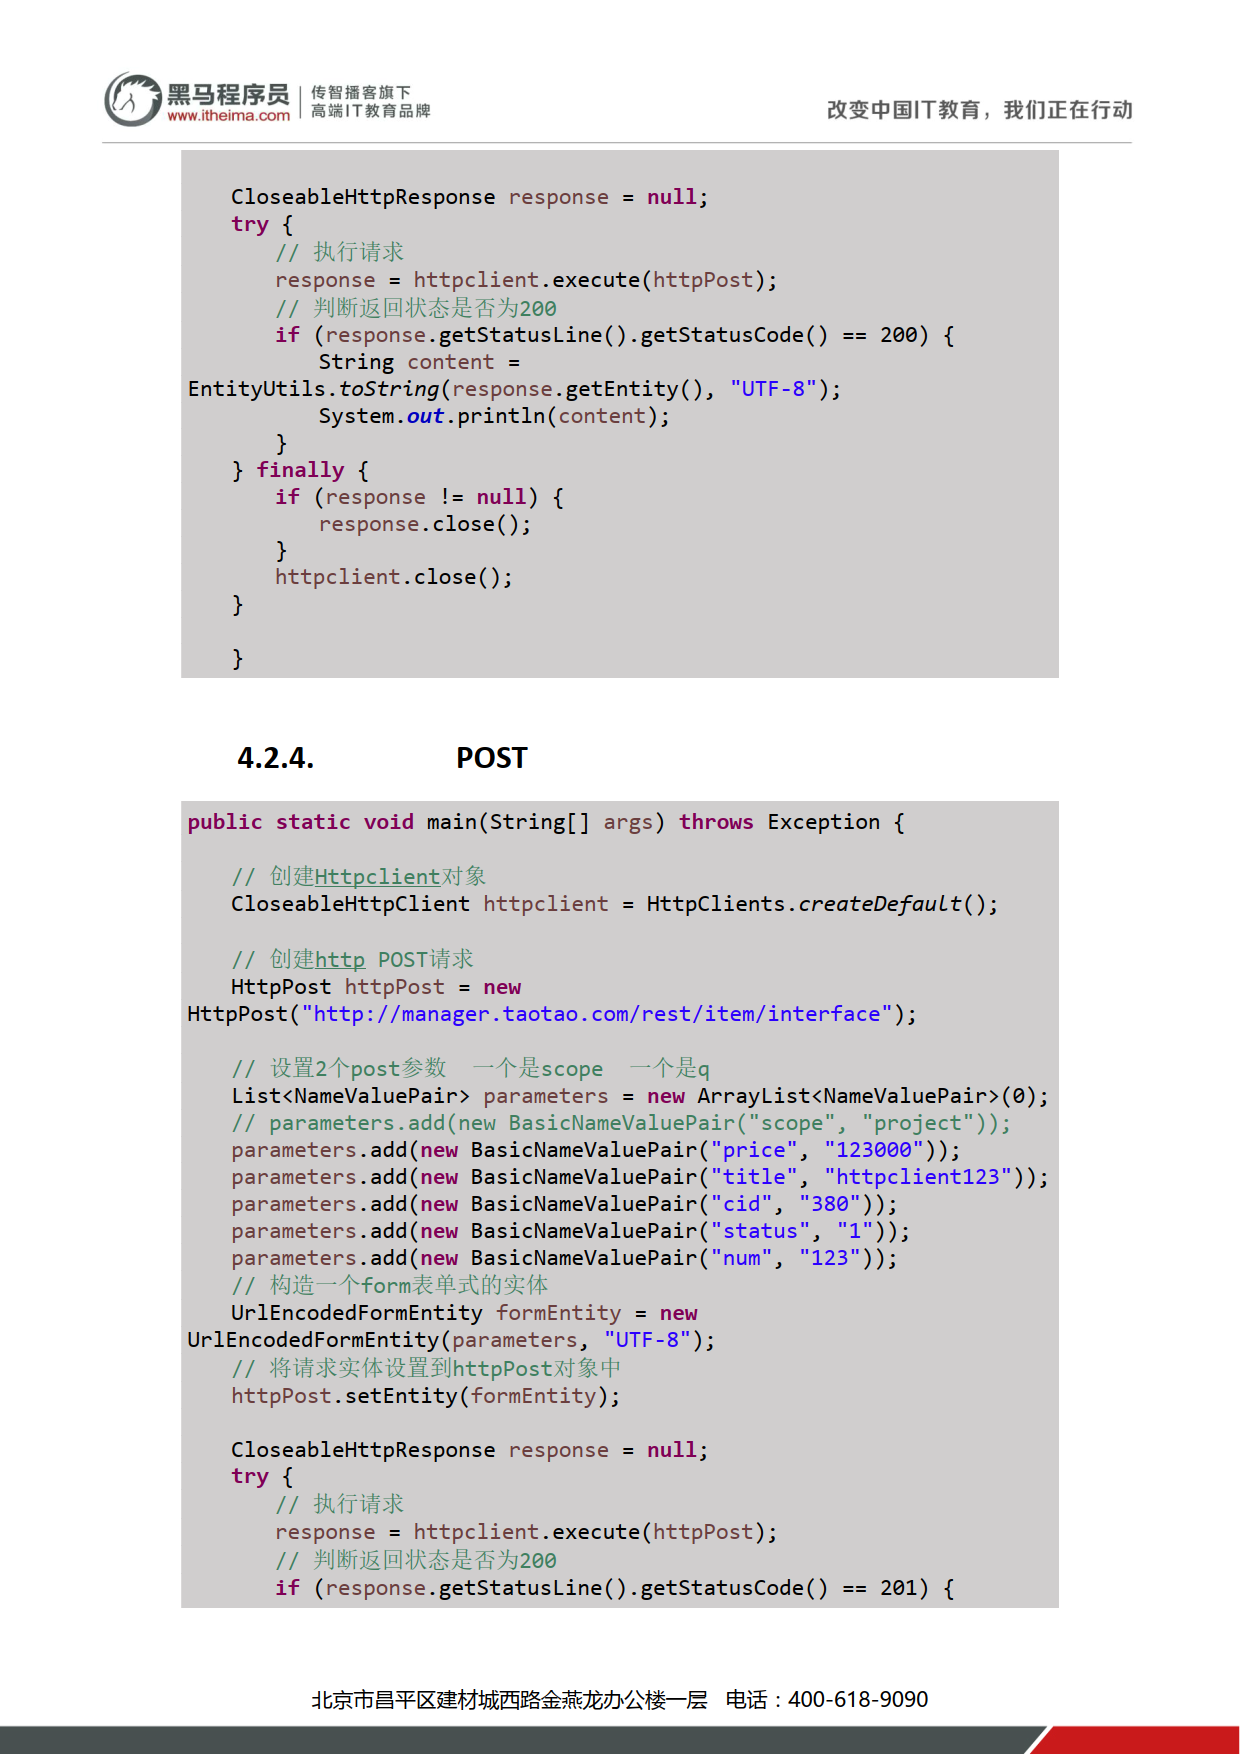 黑马程序员
www.itheima.com
传智播客旗下
高端IT教育品牌
改变中国IT教育，我们正在行动
CloseableHttpResponse response = null;
try {
// 执行请求
response = httpclient.execute(httpPost);
// 判断返回状态是否为200
if (response.getStatusLine().getStatusCode() == 200) {
String content =
EntityUtils.toString(response.getEntity(), "UTF-8");
System.out.println(content);
}
} finally {
if (response != null) {
response.close();
}
httpclient.close();
}
}
4.2.4. POST
public static void main(String[] args) throws Exception {
// 创建Httpclient对象
CloseableHttpClient httpclient = HttpClients.createDefault();
// 创建http POST请求
HttpPost httpPost = new
HttpPost("http://manager.taotao.com/rest/item/interface");
// 设置2个post参数 一个是scope 一个是q
List<NameValuePair> parameters = new ArrayList<NameValuePair>(0);
// parameters.add(new BasicNameValuePair("scope", "project"));
parameters.add(new BasicNameValuePair("price", "123000"));
parameters.add(new BasicNameValuePair("title", "httpclient123"));
parameters.add(new BasicNameValuePair("cid", "380"));
parameters.add(new BasicNameValuePair("status", "1"));
parameters.add(new BasicNameValuePair("num", "123"));
// 构造一个form表单式的实体
UrlEncodedFormEntity formEntity = new
UrlEncodedFormEntity(parameters, "UTF-8");
// 将请求实体设置到httpPost对象中
httpPost.setEntity(formEntity);
CloseableHttpResponse response = null;
try {
// 执行请求
response = httpclient.execute(httpPost);
// 判断返回状态是否为200
if (response.getStatusLine().getStatusCode() == 201) {
北京市昌平区建材城西路金燕龙办公楼一层 电话：400-618-9090